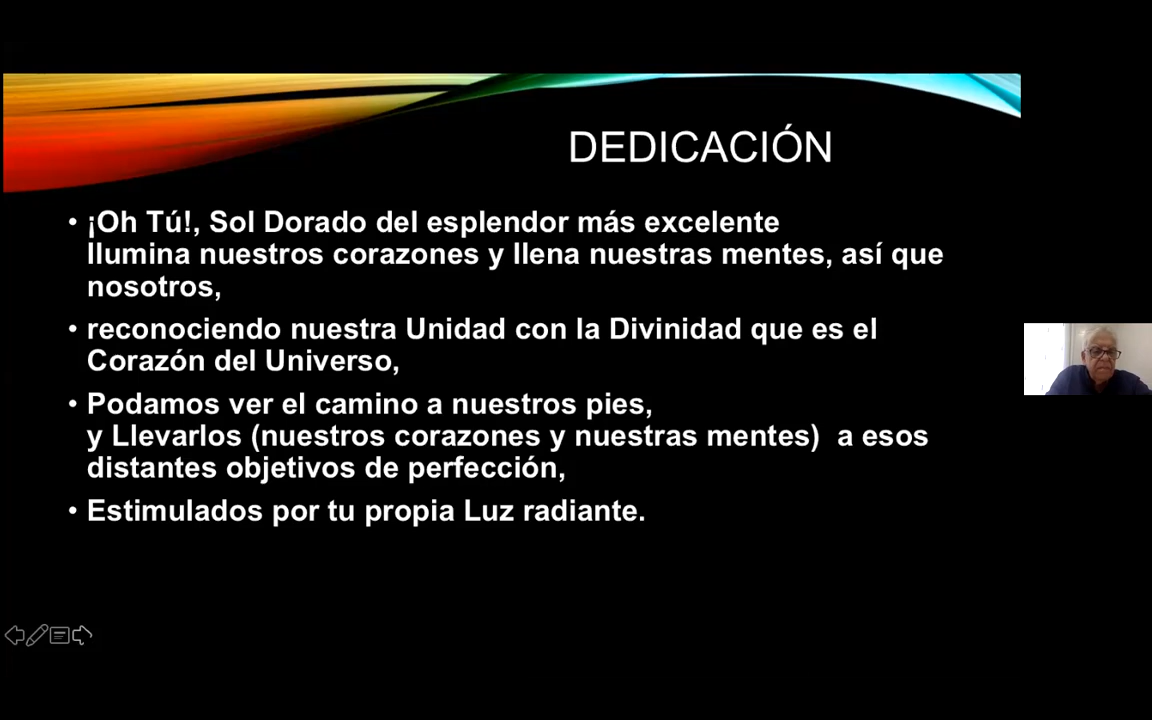 DEDICACIÓN
• ¡Oh Tú!, Sol Dorado del esplendor más excelente
Ilumina nuestros corazones y llena nuestras mentes, así que
nosotros,
• reconociendo nuestra Unidad con la Divinidad que es el
Corazón del Universo,
• Podamos ver el camino a nuestros pies,
y Llevarlos (nuestros corazones y nuestras mentes)  a esos
distantes objetivos de perfección,
• Estimulados por tu propia Luz radiante.